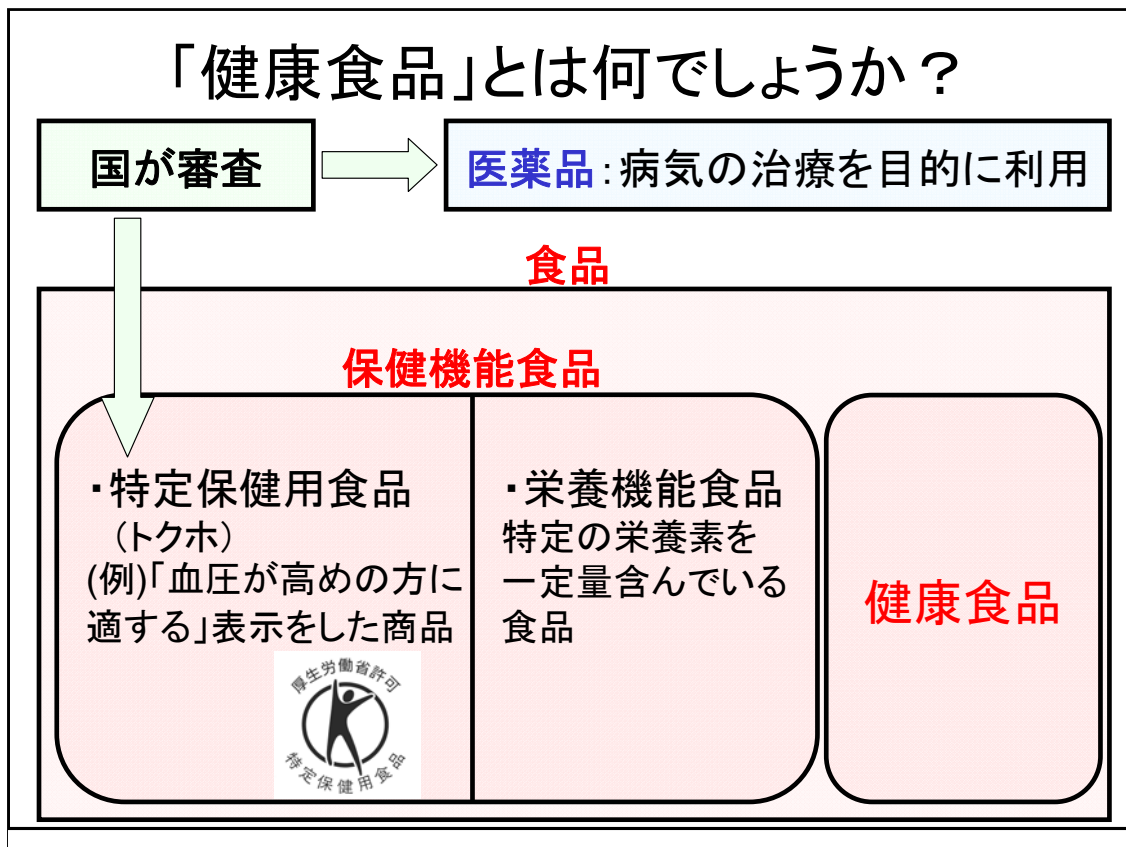 「健康食品」とは何でしょうか？
国が審査
医薬品：病気の治療を目的に利用
食品
保健機能食品
・特定保健用食品
（トクホ）
(例)「血圧が高めの方に
適する」表示をした商品
厚生労働省許可
特定保健用食品
・栄養機能食品
特定の栄養素を
一定量含んでいる
食品
健康食品